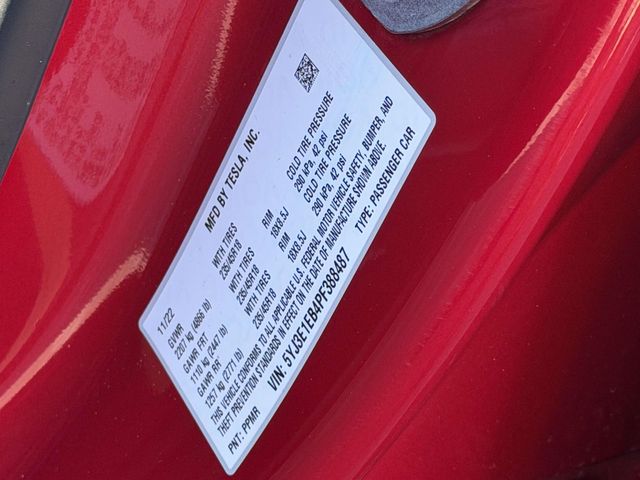 MFD BY TESLA, INC.
11/22
GVWR
2207 kg (4866 lb)
GAWR FRT WITH TIRES RIM COLD TIRE PRESSURE
1110 kg (2447 lb) 235/45R18 18X8.5J 290 kPa, 42 psi
GAWR RR WITH TIRES RIM COLD TIRE PRESSURE
1257 kg (2771 lb) 235/45R18 18X8.5J 290 kPa, 42 psi
THIS VEHICLE CONFORMS TO ALL APPLICABLE U.S. FEDERAL MOTOR VEHICLE SAFETY, BUMPER, AND
THEFT PREVENTION STANDARDS IN EFFECT ON THE DATE OF MANUFACTURE SHOWN ABOVE.
V/N: 5YJ3E1EB4PF388487 TYPE: PASSENGER CAR
PNT: PPMR